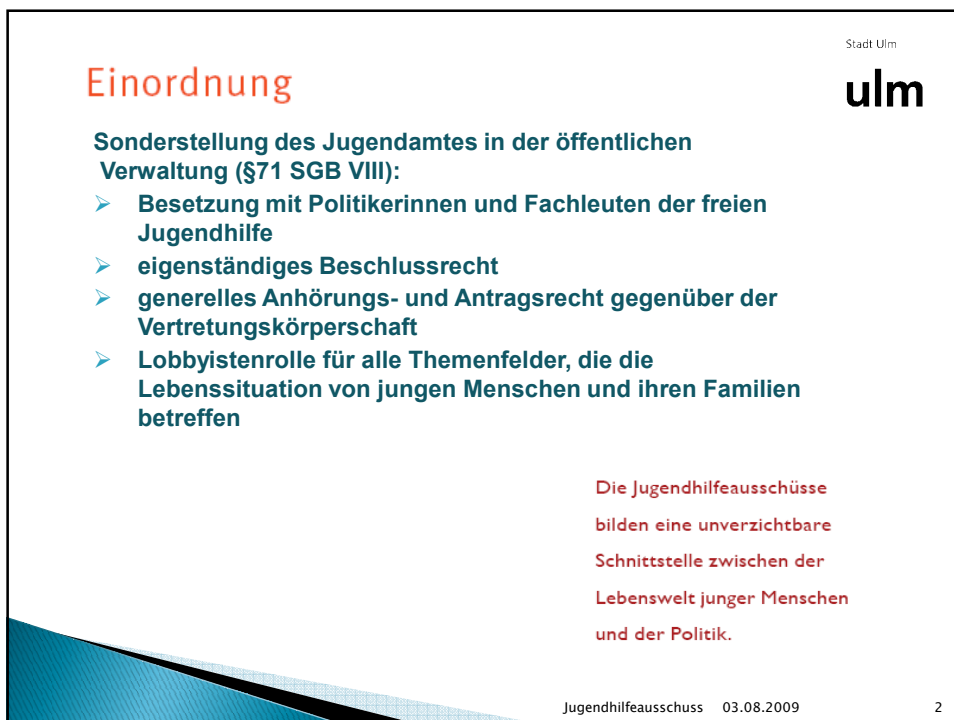 Stadt Ulm
ulm
Einordnung
Sonderstellung des Jugendamtes in der öffentlichen
Verwaltung (§71 SGB VIII):
➢ Besetzung mit Politikerinnen und Fachleuten der freien
Jugendhilfe
➢ eigenständiges Beschlussrecht
➢ generelles Anhörungs- und Antragsrecht gegenüber der
Vertretungskörperschaft
➢ Lobbyistenrolle für alle Themenfelder, die die
Lebenssituation von jungen Menschen und ihren Familien
betreffen
Die Jugendhilfeausschüsse
bilden eine unverzichtbare
Schnittstelle zwischen der
Lebenswelt junger Menschen
und der Politik.
Jugendhilfeausschuss 03.08.2009 2